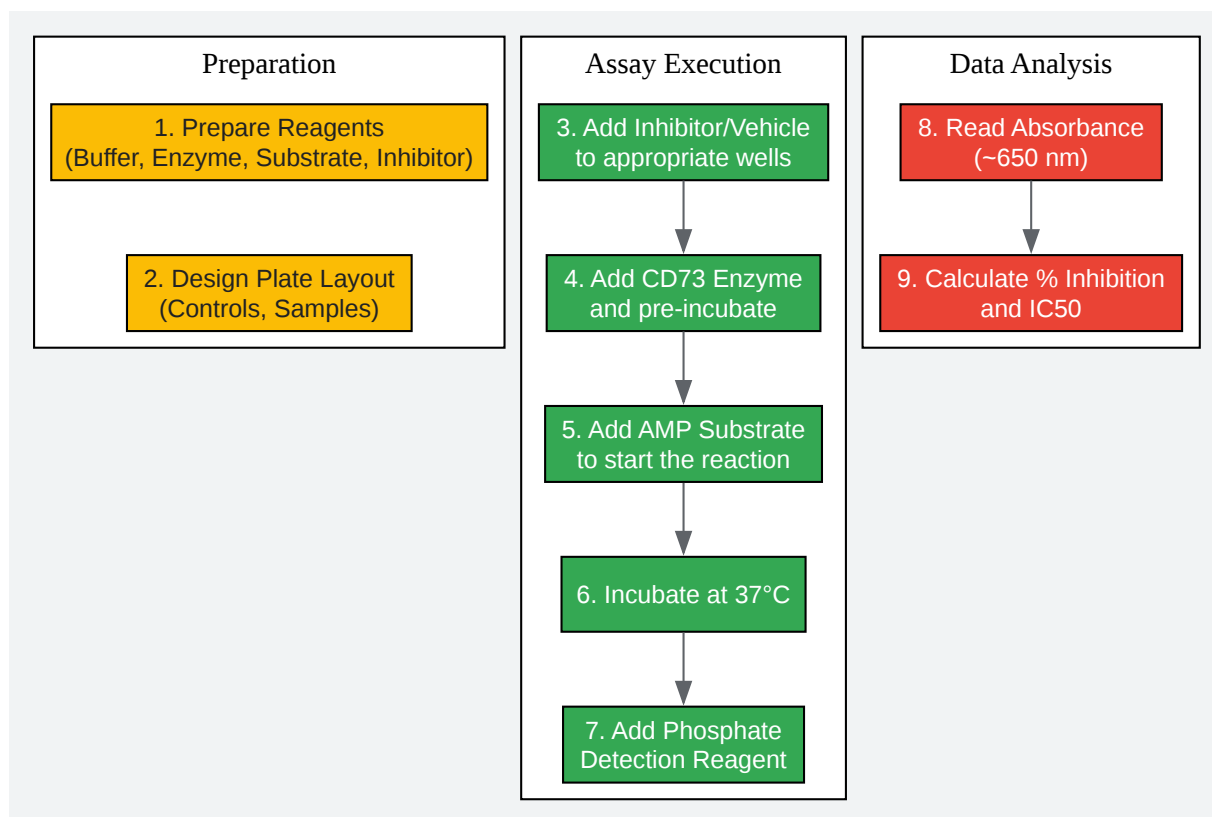 Preparation
1. Prepare Reagents
(Buffer, Enzyme, Substrate, Inhibitor)
2. Design Plate Layout
(Controls, Samples)
Assay Execution
3. Add Inhibitor/Vehicle
to appropriate wells
4. Add CD73 Enzyme
and pre-incubate
5. Add AMP Substrate
to start the reaction
6. Incubate at 37°C
7. Add Phosphate
Detection Reagent
Data Analysis
8. Read Absorbance
(~650 nm)
9. Calculate % Inhibition
and IC50